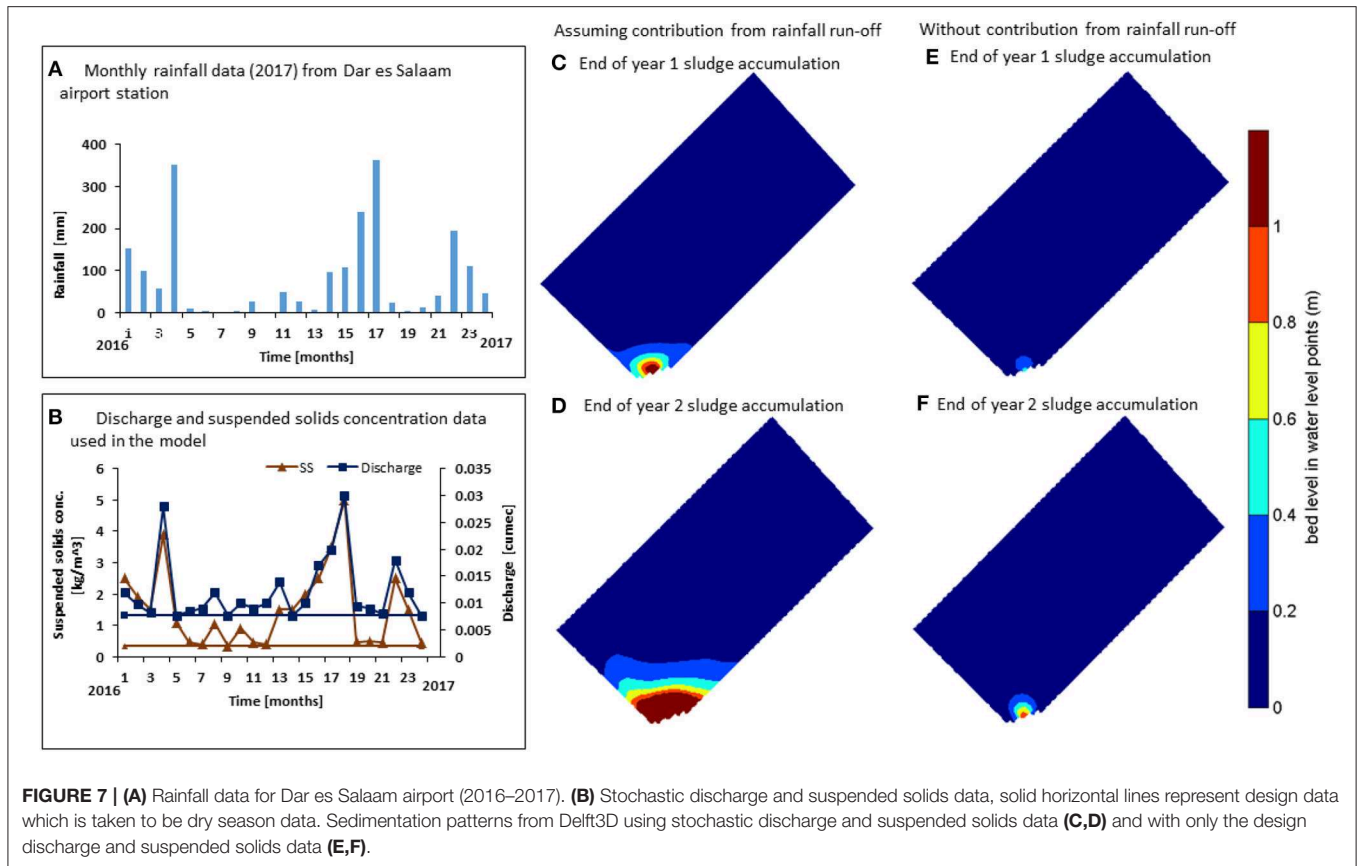 Assuming contribution from rainfall run-off
Without contribution from rainfall run-off
A Monthly rainfall data (2017) from Dar es Salaam
airport station
400
300
200
100
0
Rainfall [mm]
1 3 5 7 9 11 13 15 17 19 21 23
2016 2017
Time [months]
B Discharge and suspended solids concentration data
used in the model
SS Discharge
6
5
4
3
2
1
0
Suspended solids conc.
[kg/m^3]
0.035
0.03
0.025
0.02
0.015
0.01
0.005
0
Discharge [cumec]
1 3 5 7 9 11 13 15 17 19 21 23
2016 2017
Time [months]
C End of year 1 sludge accumulation
E End of year 1 sludge accumulation
D End of year 2 sludge accumulation
F End of year 2 sludge accumulation
1
0.8
0.6
0.4
0.2
0
bed level in water level points (m)
FIGURE 7 | (A) Rainfall data for Dar es Salaam airport (2016–2017). (B) Stochastic discharge and suspended solids data, solid horizontal lines represent design data
which is taken to be dry season data. Sedimentation patterns from Delft3D using stochastic discharge and suspended solids data (C,D) and with only the design
discharge and suspended solids data (E,F).